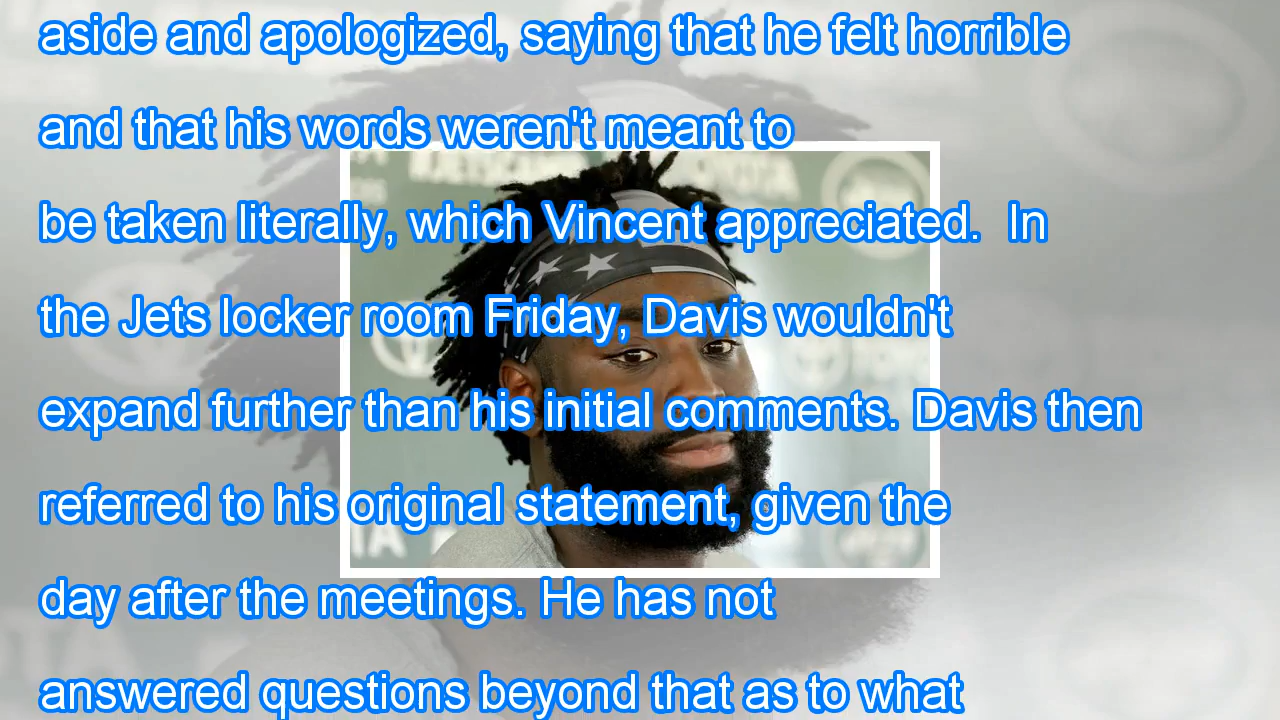 aside and apologized, saying that he felt horrible
and that his words weren't meant to
be taken literally, which Vincent appreciated.  In
the Jets locker room Friday, Davis wouldn't
expand further than his initial comments. Davis then
referred to his original statement, given the
day after the meetings. He has not
answered questions beyond that as to what